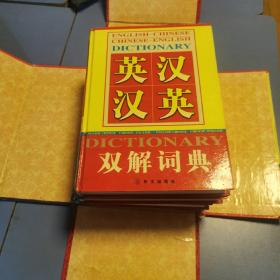 ENGLISH-CHINESE
CHINESE-ENGLISH
DICTIONARY
英汉
汉英
DICTIONARY
双解词典